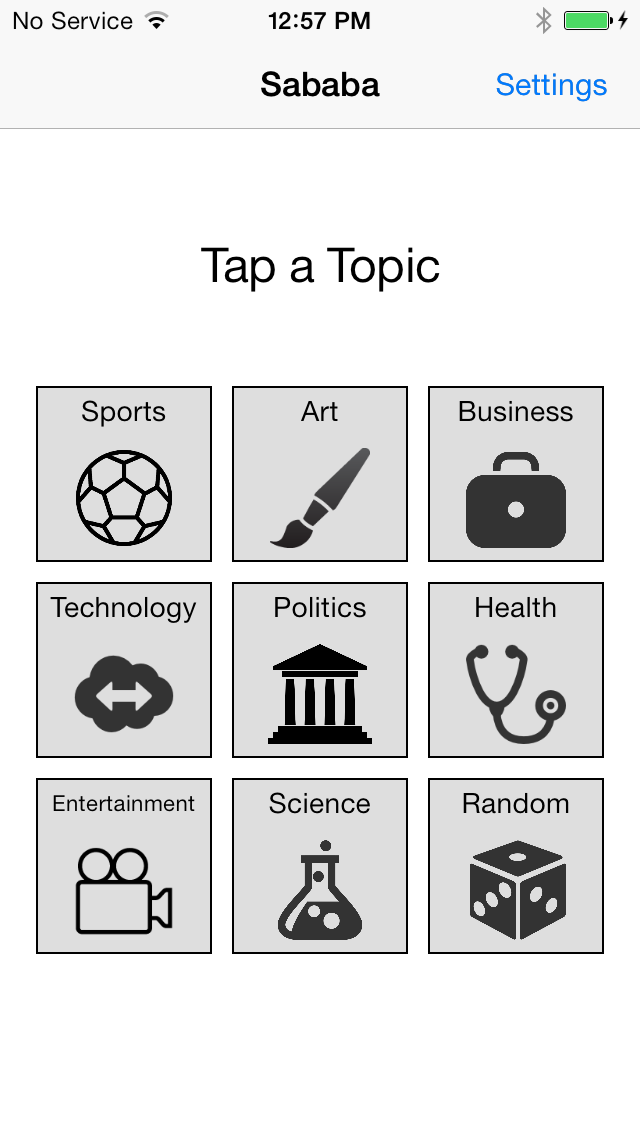 No Service 12:57 PM
Sababa Settings
Tap a Topic
Sports Art Business
Technology Politics Health
Entertainment Science Random